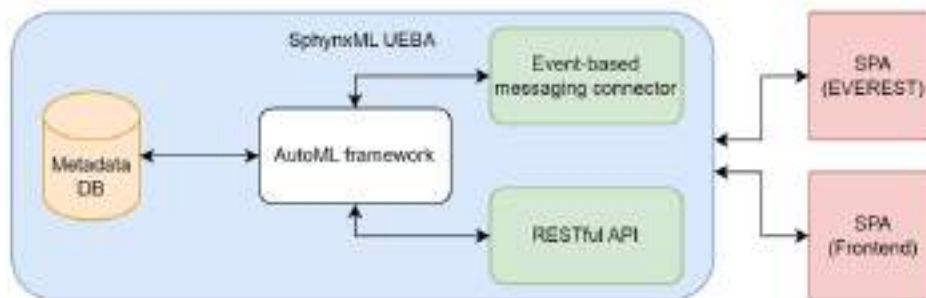 SphynxML UEBA
Event-based
messaging connector
SPA
(EVEREST)
Metadata
DB
AutoML framework
RESTful API
SPA
(Frontend)